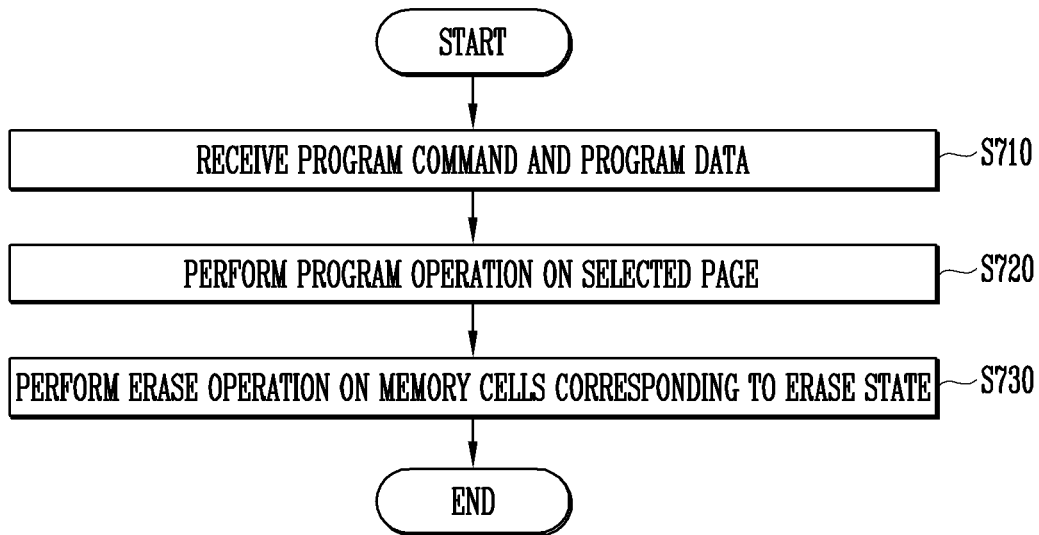 START
RECEIVE PROGRAM COMMAND AND PROGRAM DATA
S710
PERFORM PROGRAM OPERATION ON SELECTED PAGE
S720
PERFORM ERASE OPERATION ON MEMORY CELLS CORRESPONDING TO ERASE STATE
S730
END